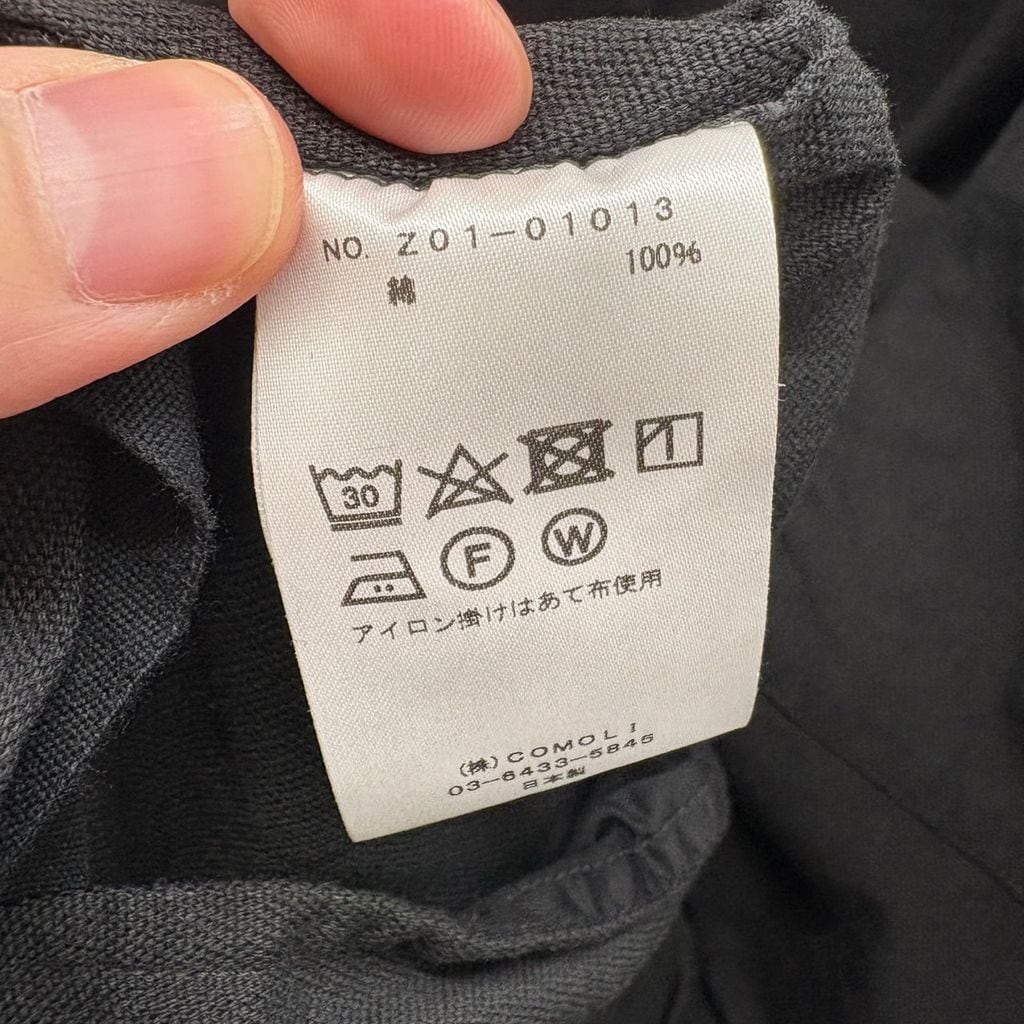 NO. Z01-01013
綿 100%
30
F W
アイロン掛けはあて布使用
(株)COMOLI
03-6433-5845
日本製